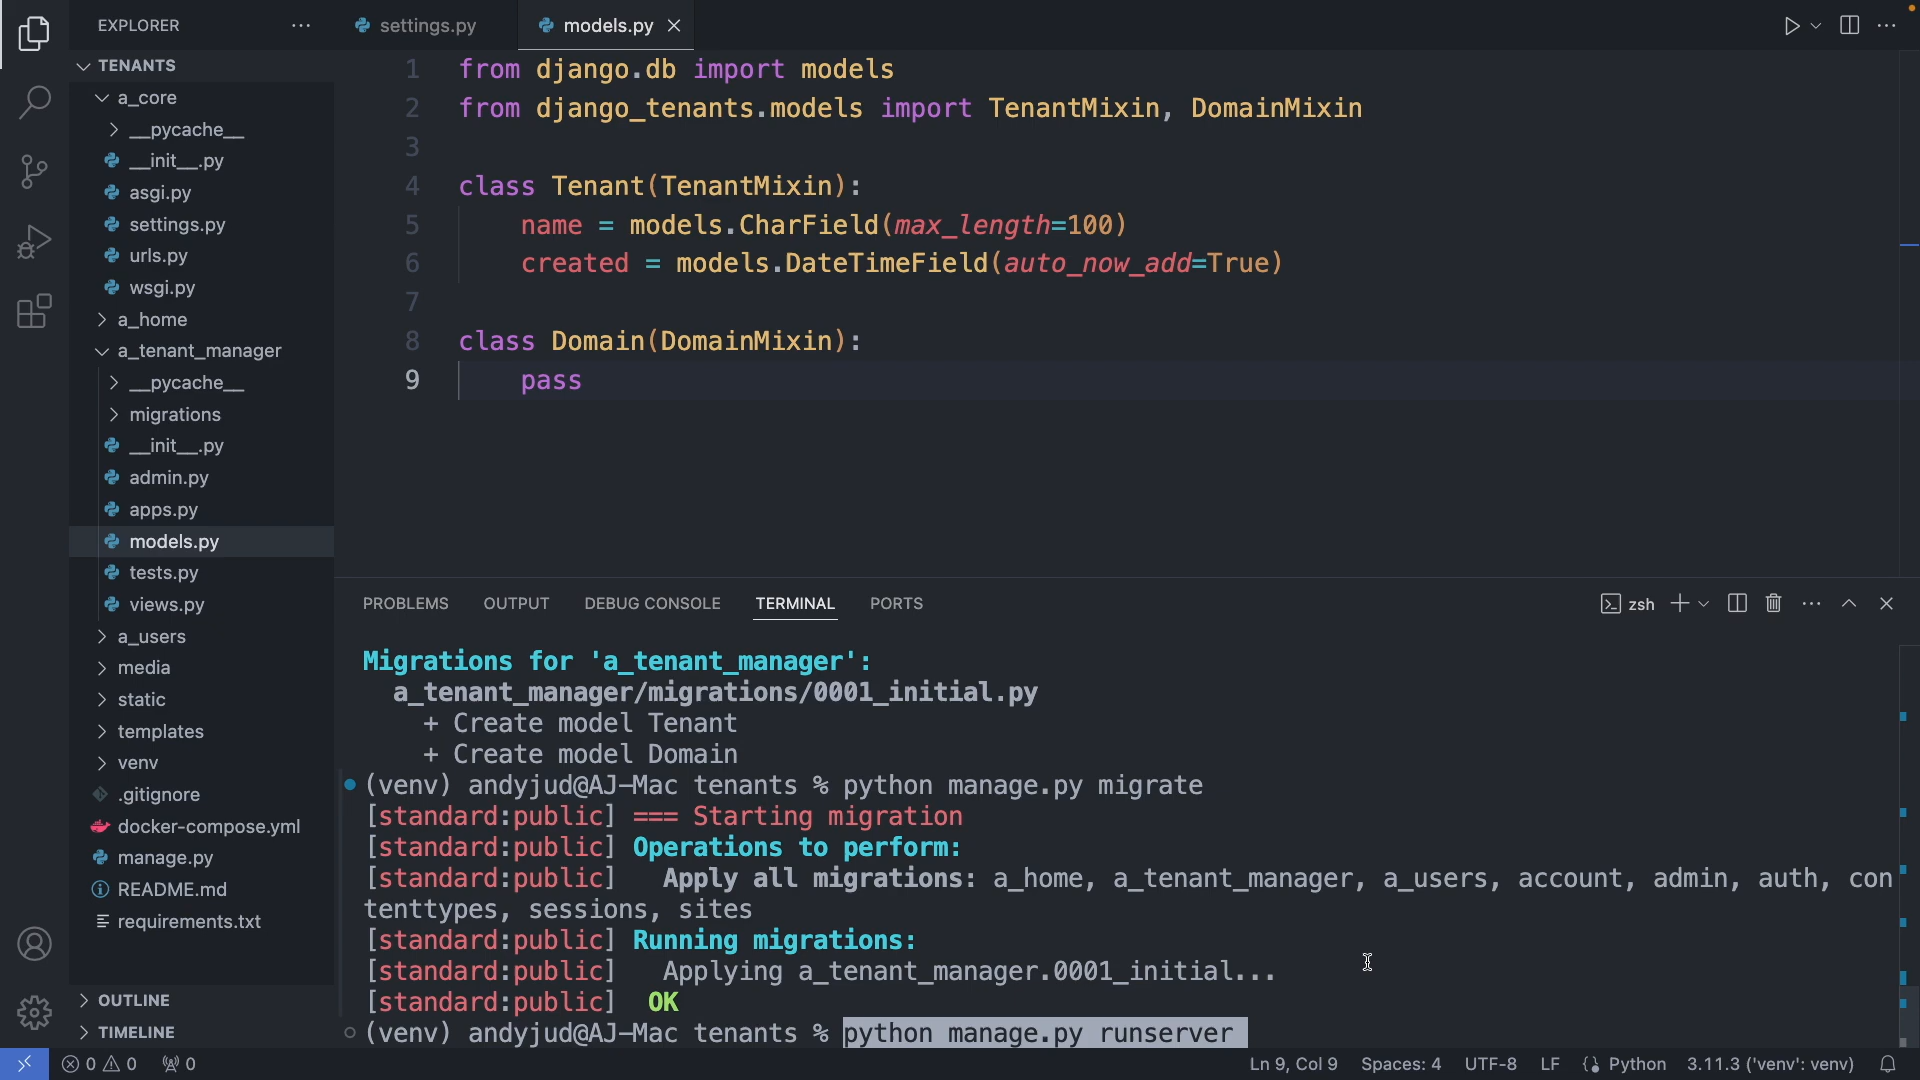 EXPLORER
settings.py
models.py
TENANTS
a_core
__pycache__
__init__.py
asgi.py
settings.py
urls.py
wsgi.py
a_home
a_tenant_manager
__pycache__
migrations
__init__.py
admin.py
apps.py
models.py
tests.py
views.py
a_users
media
static
templates
venv
.gitignore
docker-compose.yml
manage.py
README.md
requirements.txt
OUTLINE
TIMELINE
1 from django.db import models
2 from django_tenants.models import TenantMixin, DomainMixin
3
4 class Tenant(TenantMixin):
5 name = models.CharField(max_length=100)
6 created = models.DateTimeField(auto_now_add=True)
7
8 class Domain(DomainMixin):
9 pass
PROBLEMS OUTPUT DEBUG CONSOLE TERMINAL PORTS zsh
Migrations for 'a_tenant_manager':
a_tenant_manager/migrations/0001_initial.py
+ Create model Tenant
+ Create model Domain
(venv) andyjud@AJ-Mac tenants % python manage.py migrate
[standard:public] === Starting migration
[standard:public] Operations to perform:
[standard:public] Apply all migrations: a_home, a_tenant_manager, a_users, account, admin, auth, con
tenttypes, sessions, sites
[standard:public] Running migrations:
[standard:public] Applying a_tenant_manager.0001_initial...
[standard:public] OK
(venv) andyjud@AJ-Mac tenants % python manage.py runserver
0 0 0 Ln 9, Col 9 Spaces: 4 UTF-8 LF Python 3.11.3 ('venv': venv)